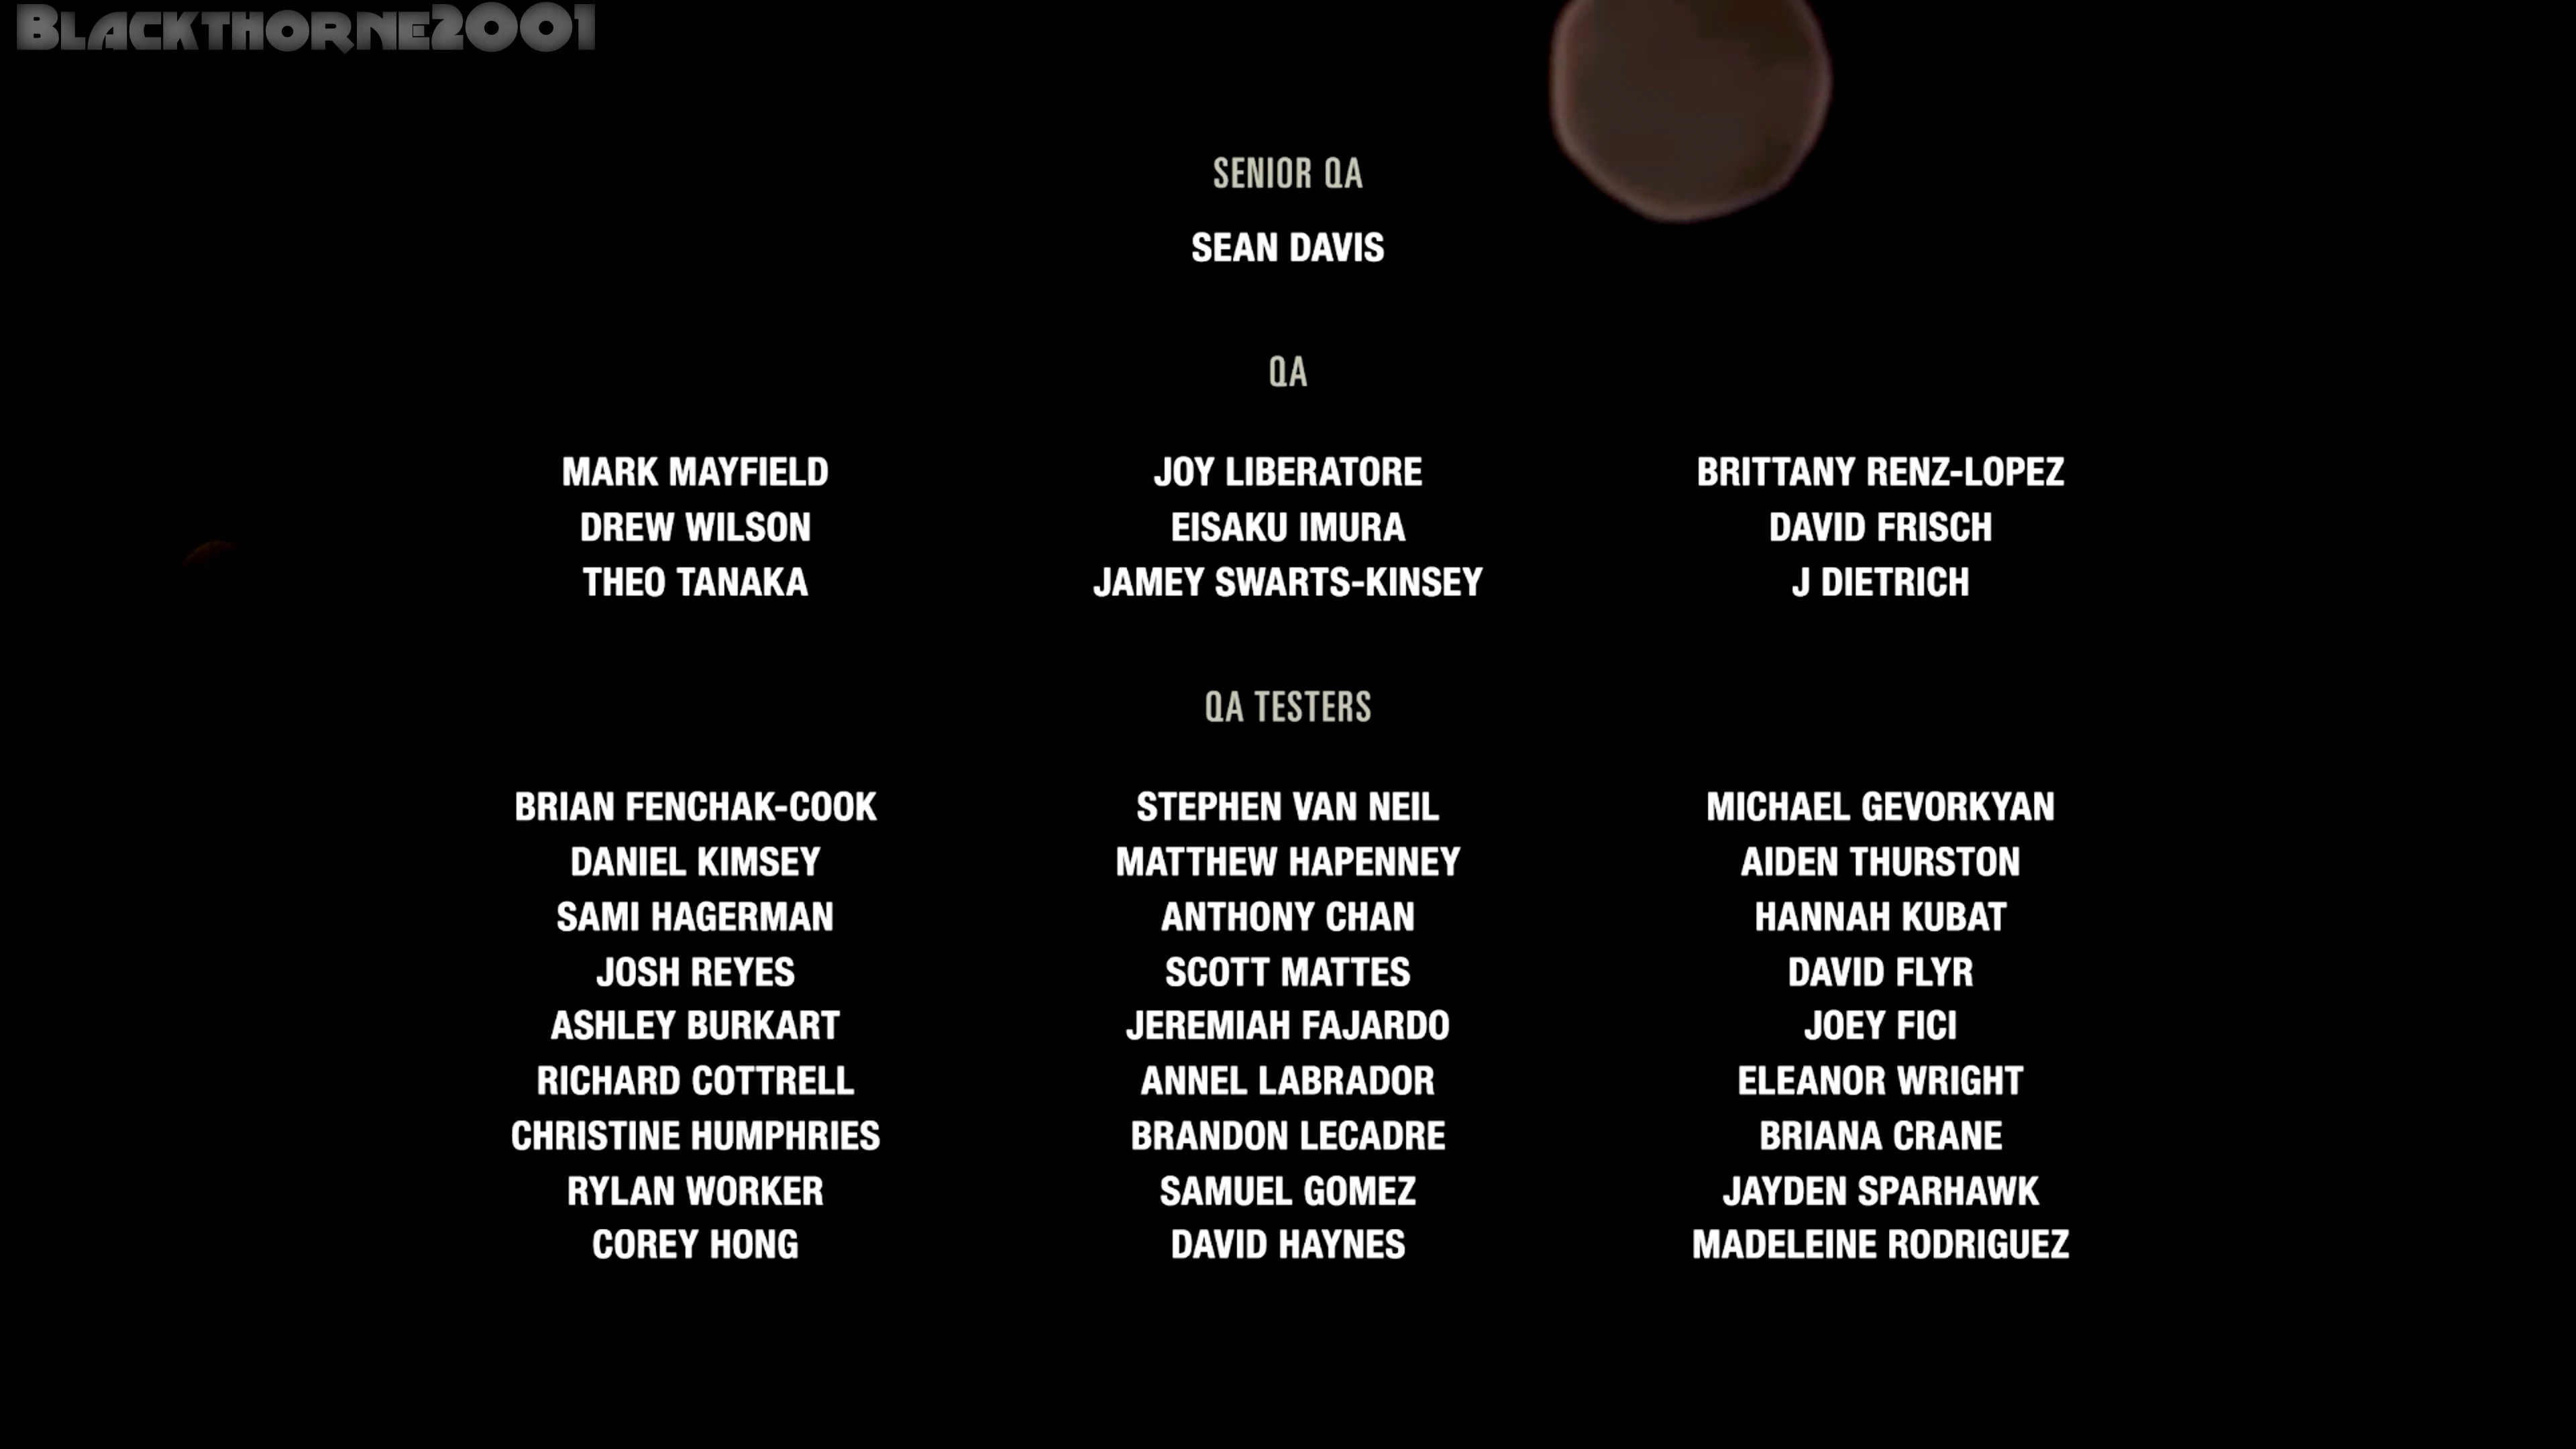 BLACKTHORNE2001
SENIOR QA
SEAN DAVIS
QA
MARK MAYFIELD JOY LIBERATORE BRITTANY RENZ-LOPEZ
DREW WILSON EISAKU IMURA DAVID FRISCH
THEO TANAKA JAMEY SWARTS-KINSEY J DIETRICH
QA TESTERS
BRIAN FENCHAK-COOK STEPHEN VAN NEIL MICHAEL GEVORKYAN
DANIEL KIMSEY MATTHEW HAPENNEY AIDEN THURSTON
SAMI HAGERMAN ANTHONY CHAN HANNAH KUBAT
JOSH REYES SCOTT MATTES DAVID FLYR
ASHLEY BURKART JEREMIAH FAJARDO JOEY FICI
RICHARD COTTRELL ANNEL LABRADOR ELEANOR WRIGHT
CHRISTINE HUMPHRIES BRANDON LECADRE BRIANA CRANE
RYLAN WORKER SAMUEL GOMEZ JAYDEN SPARHAWK
COREY HONG DAVID HAYNES MADELEINE RODRIGUEZ